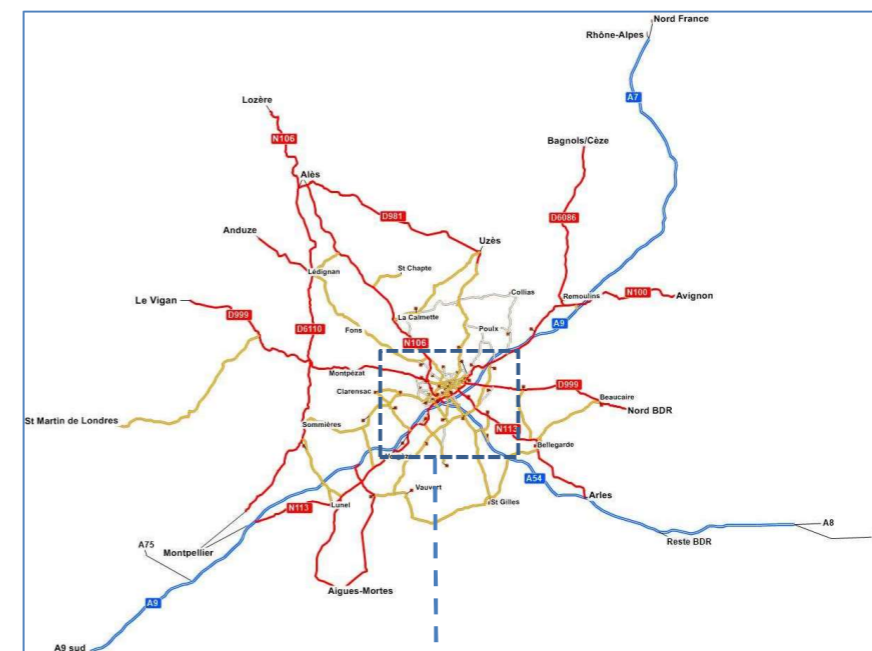 Nord France
Rhône-Alpes
A7
Lozère
N106
Bagnols/Cèze
Alès
D981
D6086
Anduze
Uzès
Lédignan
St Chapte
Collias
Remoulins
N100
Avignon
Le Vigan
D999
La Calmette
D6110
Fons
Poulx
A9
N106
Montpézat
D999
Clarensac
Beaucaire
Nord BDR
St Martin de Londres
Sommières
N113
Bellegarde
A54
Vauvert
St Gilles
Arles
Lunel
N113
A8
A75
Montpellier
Reste BDR
Aigues-Mortes
A9
A9 sud